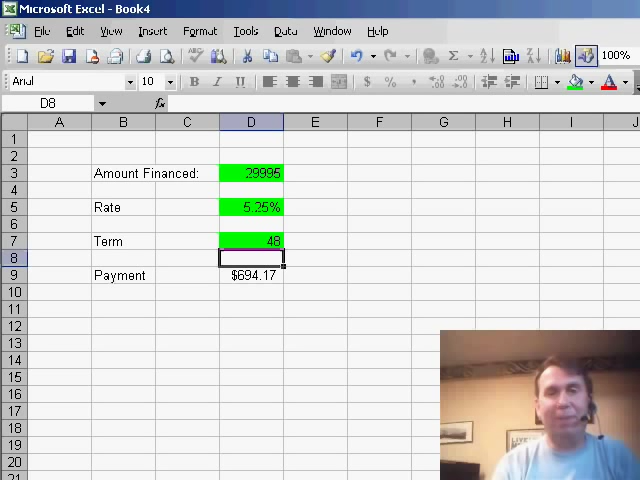 Microsoft Excel - Book4
File Edit View Insert Format Tools Data Window Help
100%
Arial 10 B I U $ % ,
D8 fx
A B C D E F G H I J
1
2
3 Amount Financed: 29995
4
5 Rate 5.25%
6
7 Term 48
8
9 Payment $694.17
10
11
12
13
14
15
16
17
18
19
20
21